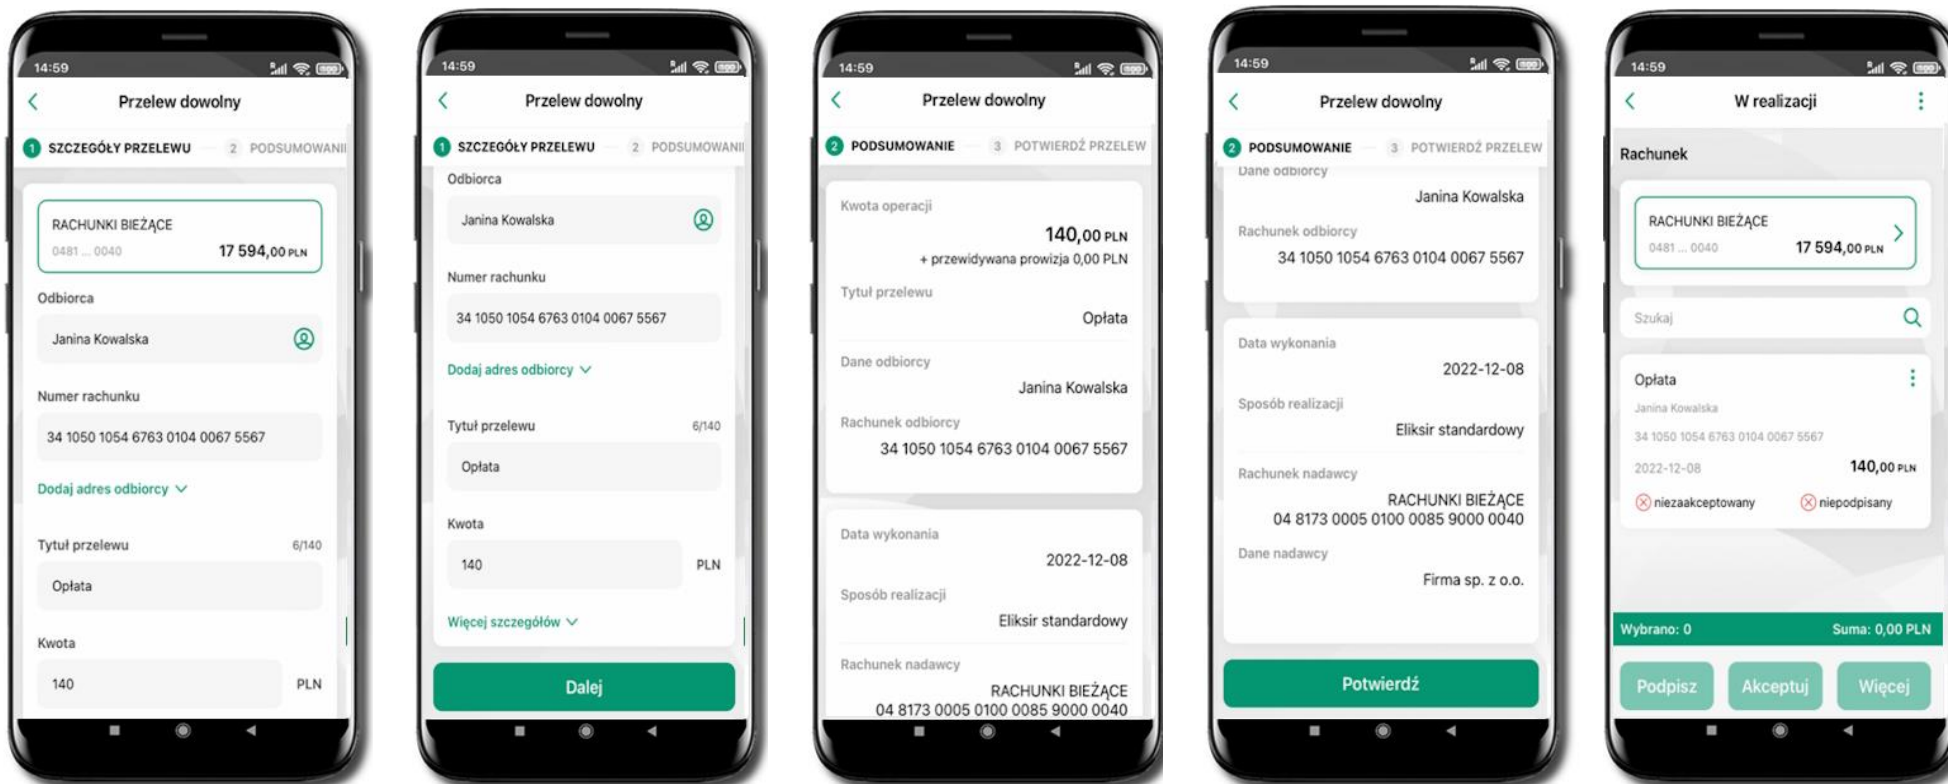 14:59
Przelew dowolny
1 SZCZEGÓŁY PRZELEWU 2 PODSUMOWANIE
RACHUNKI BIEŻĄCE
0481 ... 0040 17 594,00 PLN
Odbiorca
Janina Kowalska
Numer rachunku
34 1050 1054 6763 0104 0067 5567
Dodaj adres odbiorcy
Tytuł przelewu 6/140
Opłata
Kwota
140 PLN
14:59
Przelew dowolny
1 SZCZEGÓŁY PRZELEWU 2 PODSUMOWANIE
Odbiorca
Janina Kowalska
Numer rachunku
34 1050 1054 6763 0104 0067 5567
Dodaj adres odbiorcy
Tytuł przelewu 6/140
Opłata
Kwota
140 PLN
Więcej szczegółów
Dalej
14:59
Przelew dowolny
2 PODSUMOWANIE 3 POTWIERDŹ PRZELEW
Kwota operacji
140,00 PLN
+ przewidywana prowizja 0,00 PLN
Tytuł przelewu
Opłata
Dane odbiorcy
Janina Kowalska
Rachunek odbiorcy
34 1050 1054 6763 0104 0067 5567
Data wykonania
2022-12-08
Sposób realizacji
Eliksir standardowy
Rachunek nadawcy
RACHUNKI BIEŻĄCE
04 8173 0005 0100 0085 9000 0040
14:59
Przelew dowolny
2 PODSUMOWANIE 3 POTWIERDŹ PRZELEW
Dane odbiorcy
Janina Kowalska
Rachunek odbiorcy
34 1050 1054 6763 0104 0067 5567
Data wykonania
2022-12-08
Sposób realizacji
Eliksir standardowy
Rachunek nadawcy
RACHUNKI BIEŻĄCE
04 8173 0005 0100 0085 9000 0040
Dane nadawcy
Firma sp. z o.o.
Potwierdź
14:59
W realizacji
Rachunek
RACHUNKI BIEŻĄCE
0481 ... 0040 17 594,00 PLN
Szukaj
Opłata
Janina Kowalska
34 1050 1054 6763 0104 0067 5567
2022-12-08 140,00 PLN
niezaakceptowany niepodpisany
Wybrano: 0 Suma: 0,00 PLN
Podpisz Akceptuj Więcej